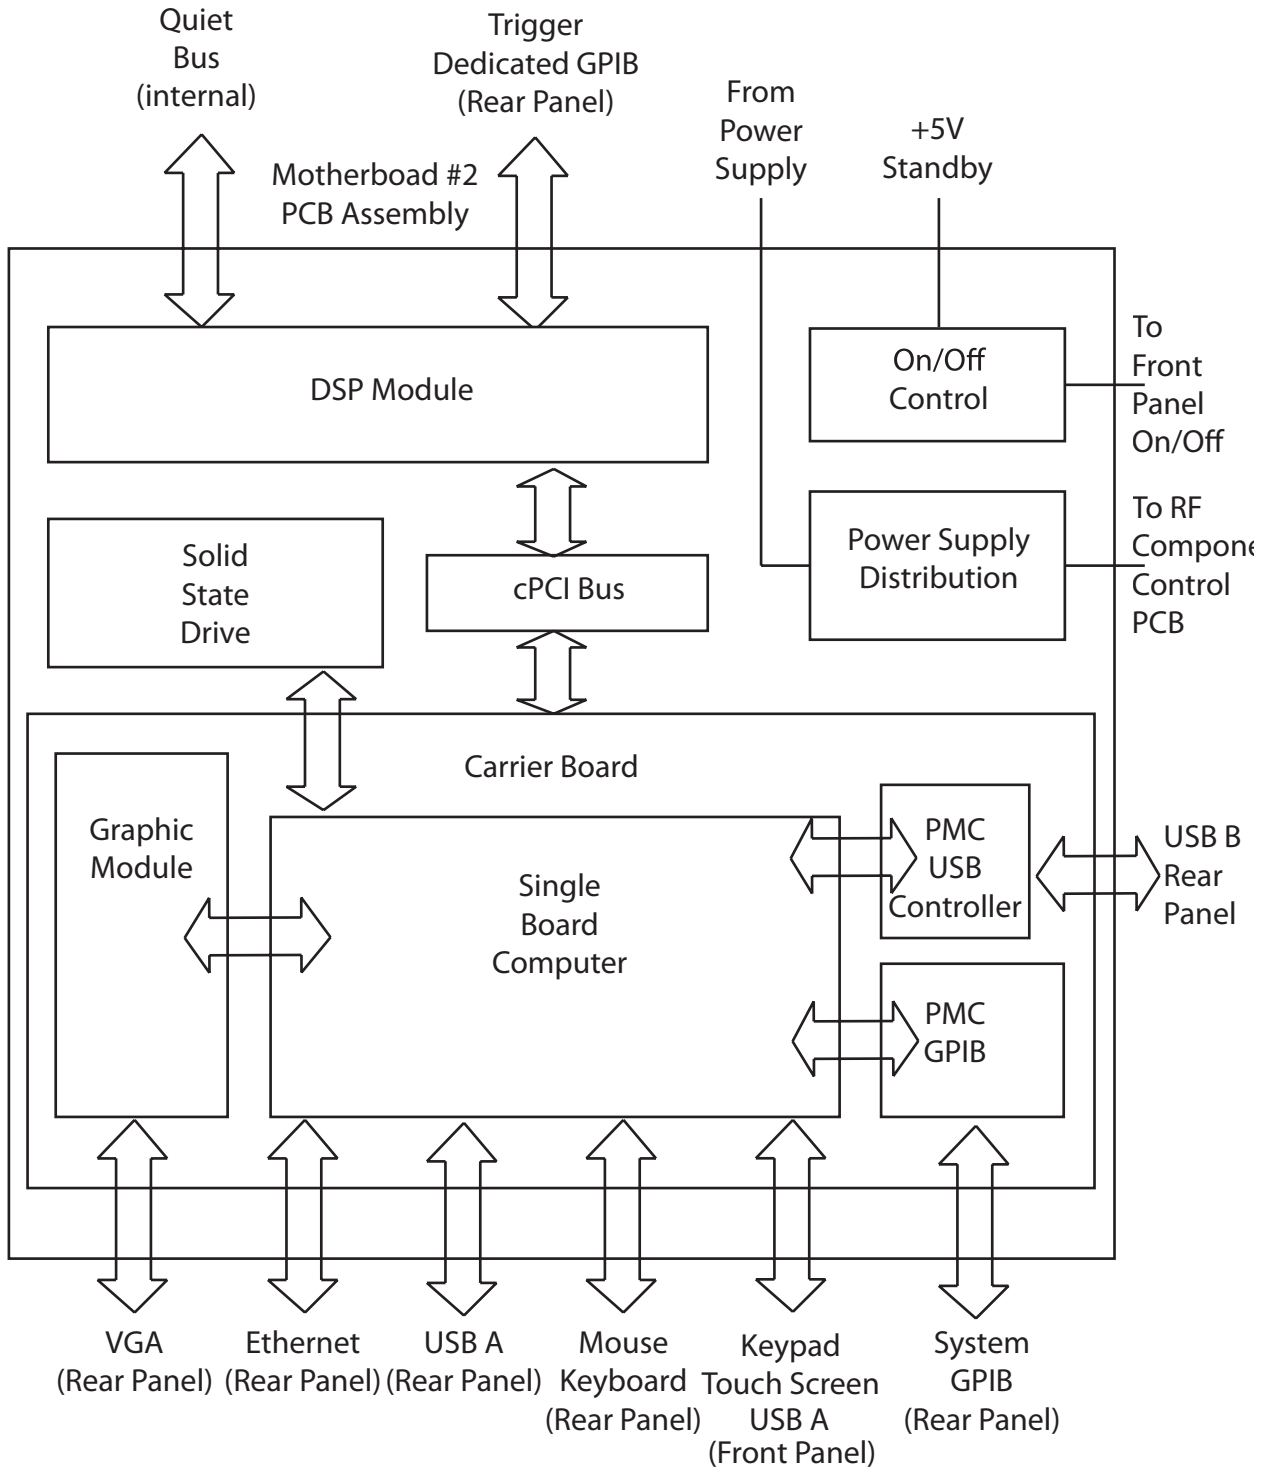 Quiet
Bus
(internal)
Trigger
Dedicated GPIB
(Rear Panel)
From
Power
Supply
+5V
Standby
Motherboad #2
PCB Assembly
DSP Module
On/Off
Control
To
Front
Panel
On/Off
Solid
State
Drive
cPCI Bus
Power Supply
Distribution
To RF
Compone
Control
PCB
Carrier Board
Graphic
Module
Single
Board
Computer
PMC
USB
Controller
USB B
Rear
Panel
PMC
GPIB
VGA
(Rear Panel)
Ethernet
(Rear Panel)
USB A
(Rear Panel)
Mouse
Keyboard
(Rear Panel)
Keypad
Touch Screen
USB A
(Front Panel)
System
GPIB
(Rear Panel)